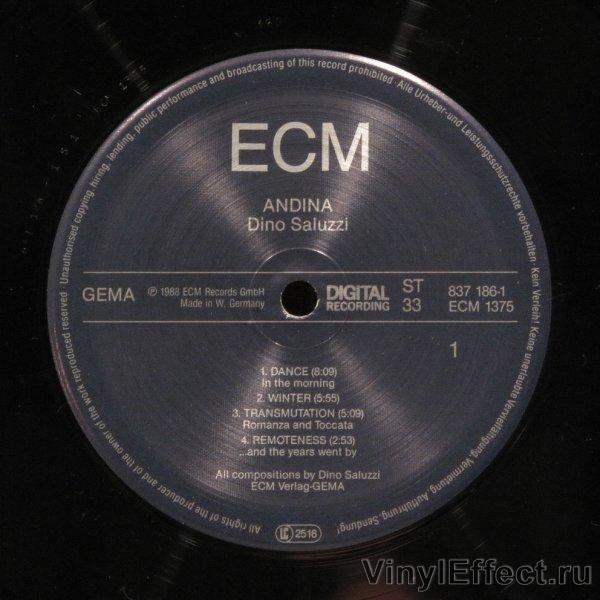 Unauthorised copying, hiring, lending, public performance and broadcasting of this record prohibited · Alle Urheber- und Leistungsschutzrechte vorbehalten · Kein Verleih! Keine unerlaubte Vervielfältigung, Vermietung, Aufführung, Sendung!
ECM
ANDINA
Dino Saluzzi
GEMA
℗ 1988 ECM Records GmbH
Made in W. Germany
DIGITAL
RECORDING
ST
33
837 186-1
ECM 1375
1
1. DANCE (8:09)
In the morning
2. WINTER (5:55)
3. TRANSMUTATION (5:09)
Romanza and Toccata
4. REMOTENESS (2:53)
...and the years went by
All compositions by Dino Saluzzi
ECM Verlag-GEMA
All rights of the producer and of the owner of the work reproduced reserved
LC 2516
VinylEffect.ru